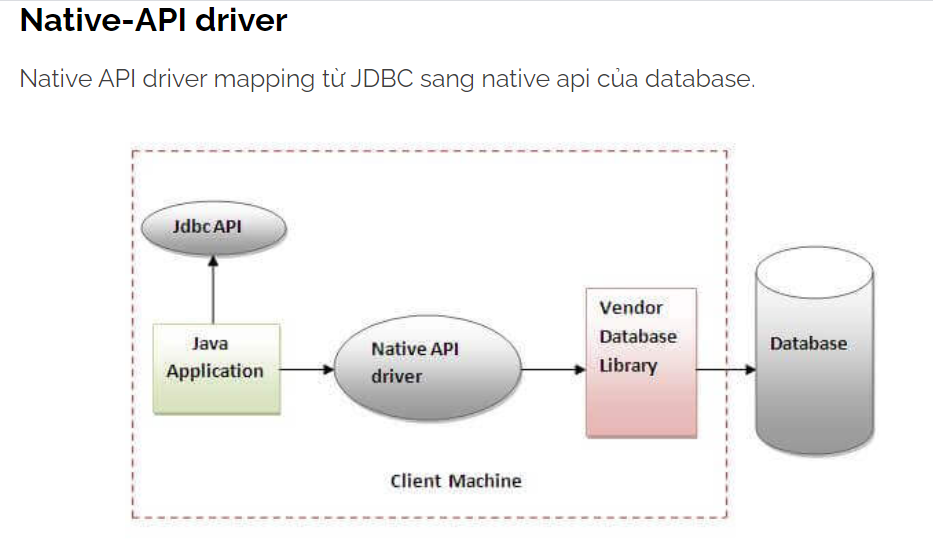 Native-API driver
Native API driver mapping từ JDBC sang native api của database.
Jdbc API
Java
Application
Native API
driver
Vendor
Database
Library
Database
Client Machine